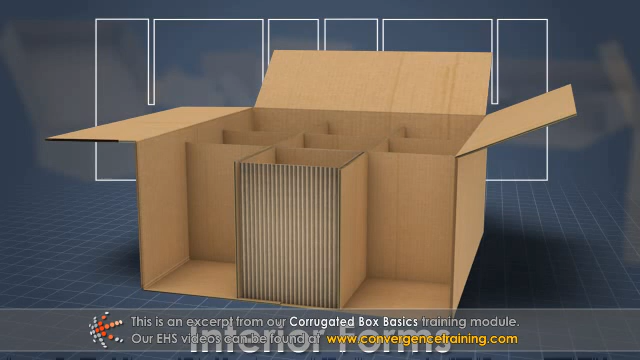 This is an excerpt from our Corrugated Box Basics training module.
Our EHS videos can be found at www.convergencetraining.com
Interior Forms